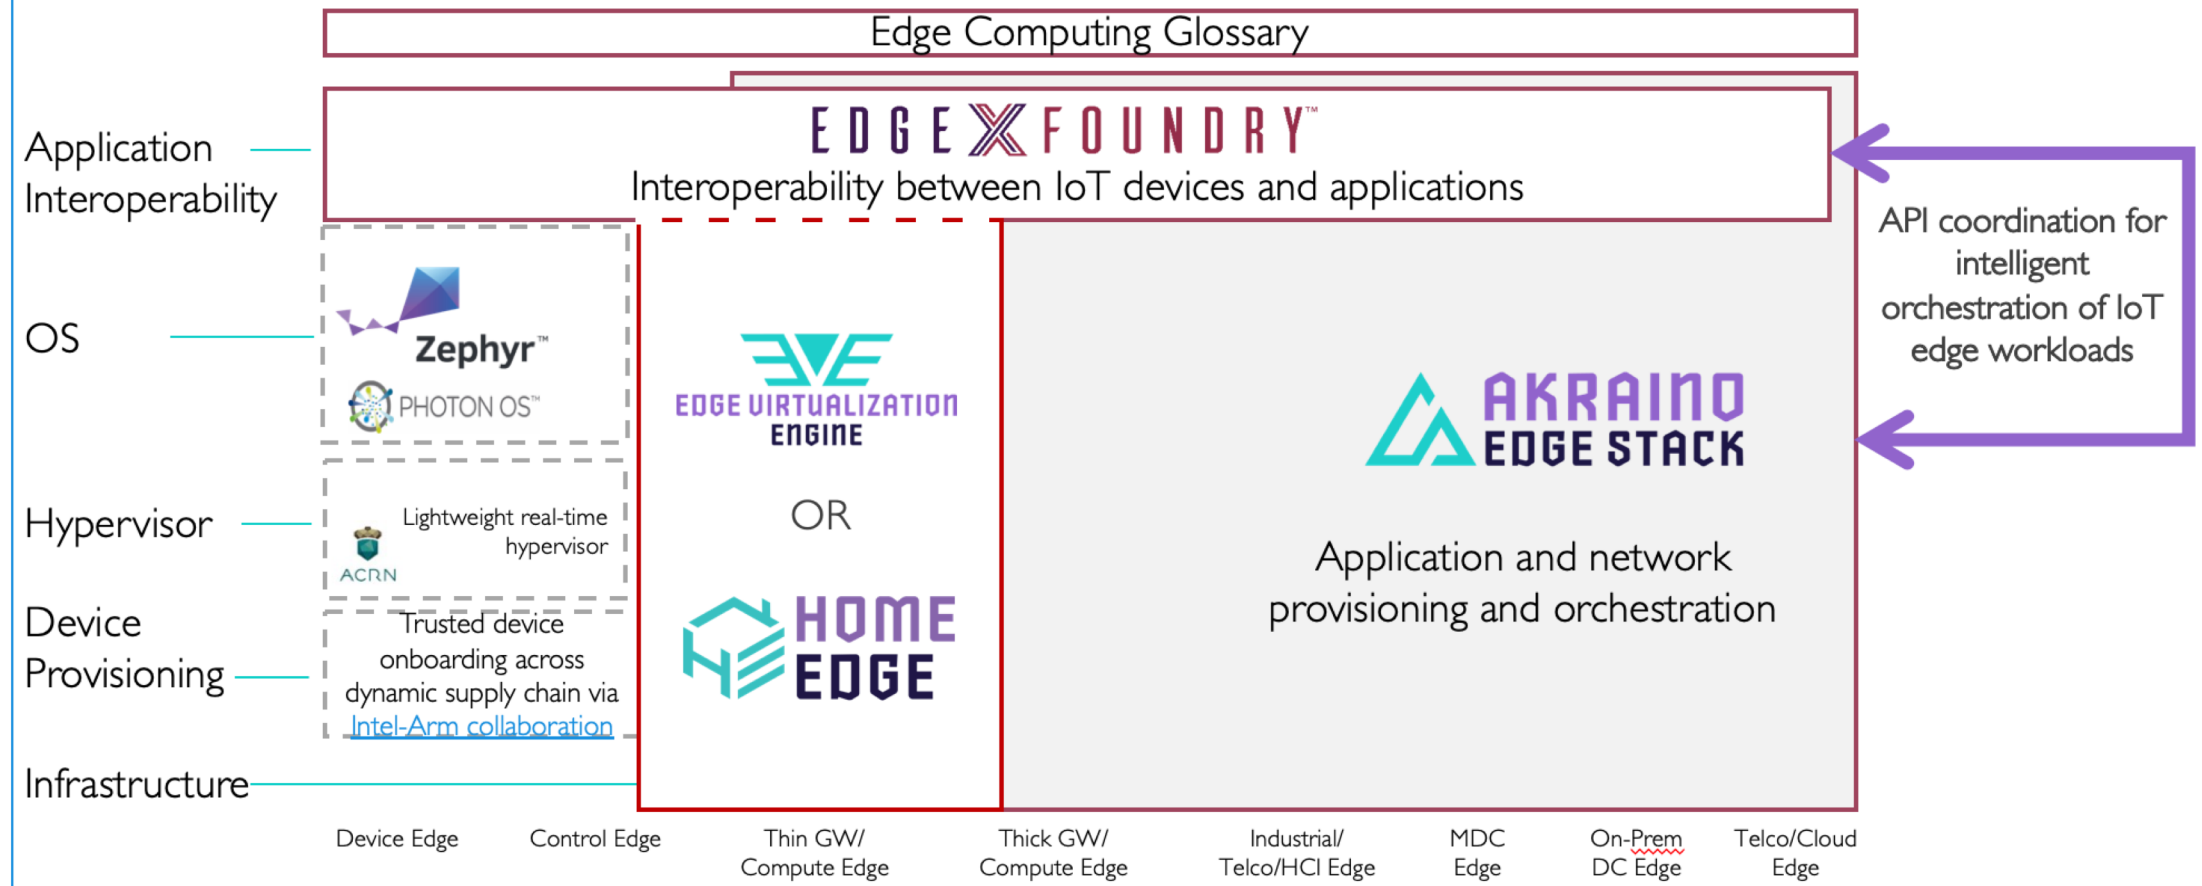 Edge Computing Glossary
EDGE X FOUNDRY™
Interoperability between IoT devices and applications
Application
Interoperability
OS
Hypervisor
Device
Provisioning
Infrastructure
Zephyr™
PHOTON OS™
ACRN
Lightweight real-time
hypervisor
Trusted device
onboarding across
dynamic supply chain via
Intel-Arm collaboration
EDGE VIRTUALIZATION
ENGINE
OR
HOME
EDGE
AKRAINO
EDGE STACK
Application and network
provisioning and orchestration
API coordination for
intelligent
orchestration of IoT
edge workloads
Device Edge
Control Edge
Thin GW/
Compute Edge
Thick GW/
Compute Edge
Industrial/
Telco/HCI Edge
MDC
Edge
On-Prem
DC Edge
Telco/Cloud
Edge